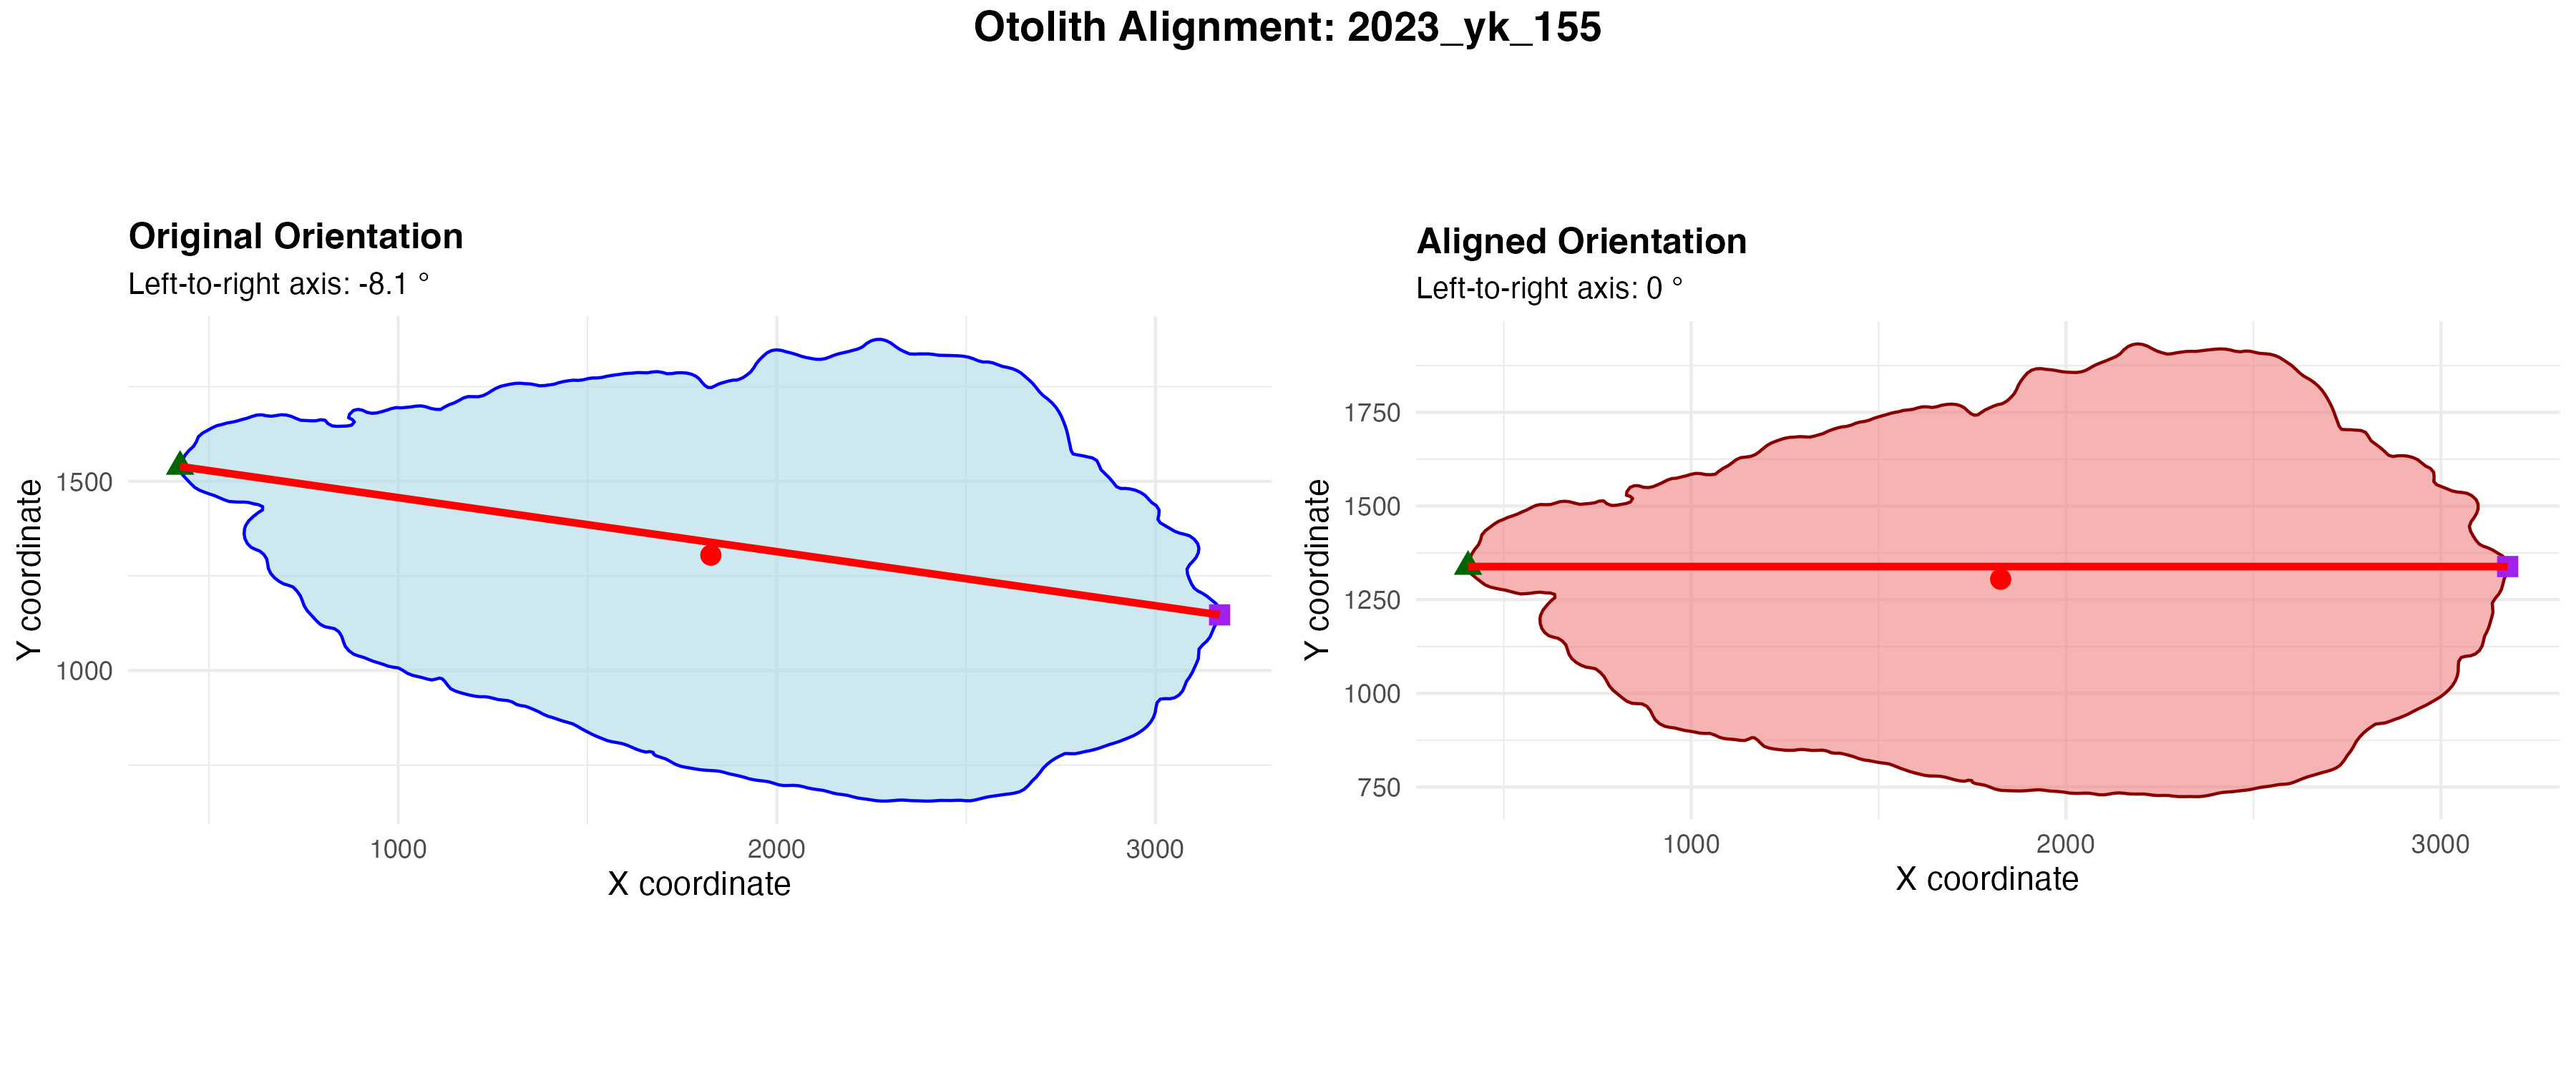 Otolith Alignment: 2023_yk_155
Original Orientation
Left-to-right axis: -8.1 °
Y coordinate
1500
1000
1000
2000
3000
X coordinate
Aligned Orientation
Left-to-right axis: 0 °
Y coordinate
1750
1500
1250
1000
750
1000
2000
3000
X coordinate